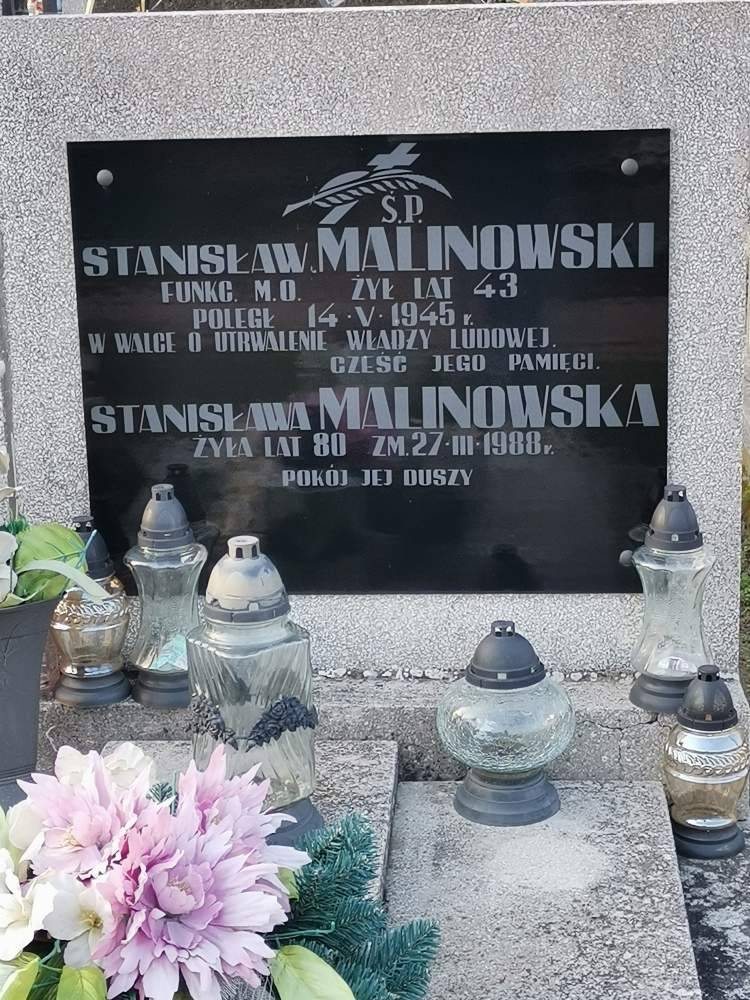 Ś.P.
STANISŁAW MALINOWSKI
FUNKC. M.O. ŻYŁ LAT 43
POLEGŁ 14·V·1945 r.
W WALCE O UTRWALENIE WŁADZY LUDOWEJ.
CZEŚĆ JEGO PAMIĘCI.
STANISŁAWA MALINOWSKA
ŻYŁA LAT 80 ZM. 27·III·1988 r.
POKÓJ JEJ DUSZY